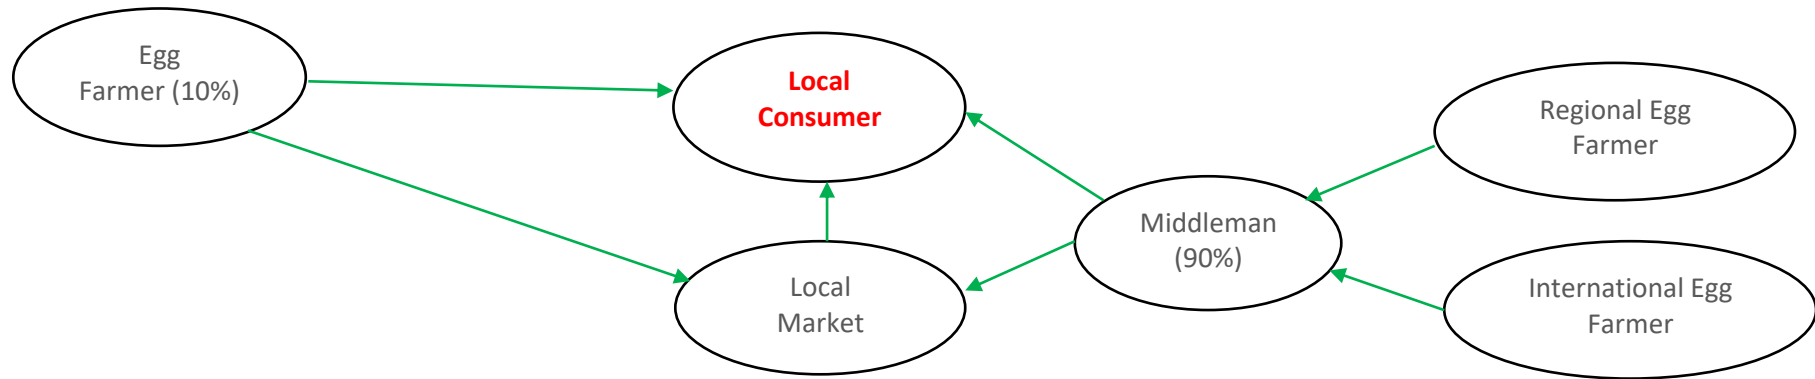 Egg
Farmer (10%)
Local
Consumer
Regional Egg
Farmer
Middleman
(90%)
Local
Market
International Egg
Farmer